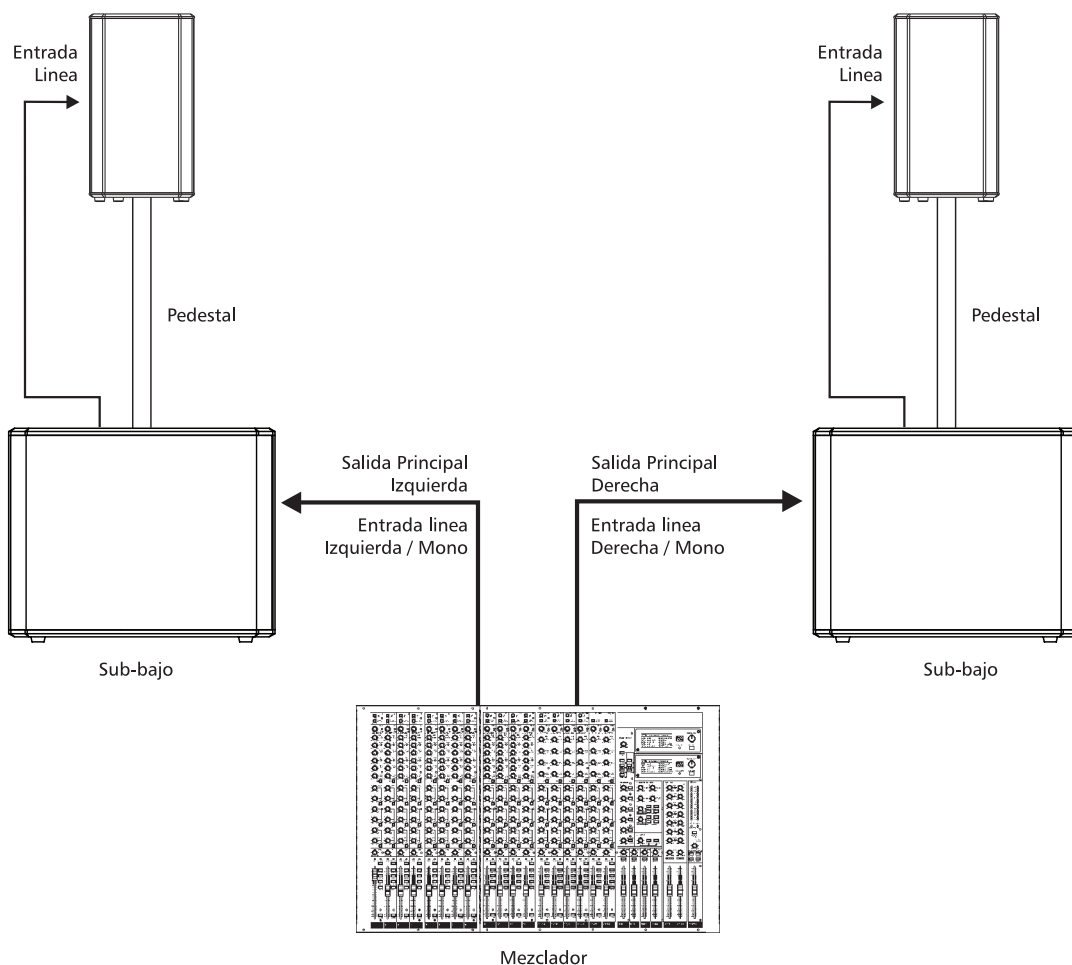 Entrada
Linea
Entrada
Linea
Pedestal
Pedestal
Salida Principal
Izquierda
Entrada linea
Izquierda / Mono
Salida Principal
Derecha
Entrada linea
Derecha / Mono
Sub-bajo
Sub-bajo
Mezclador